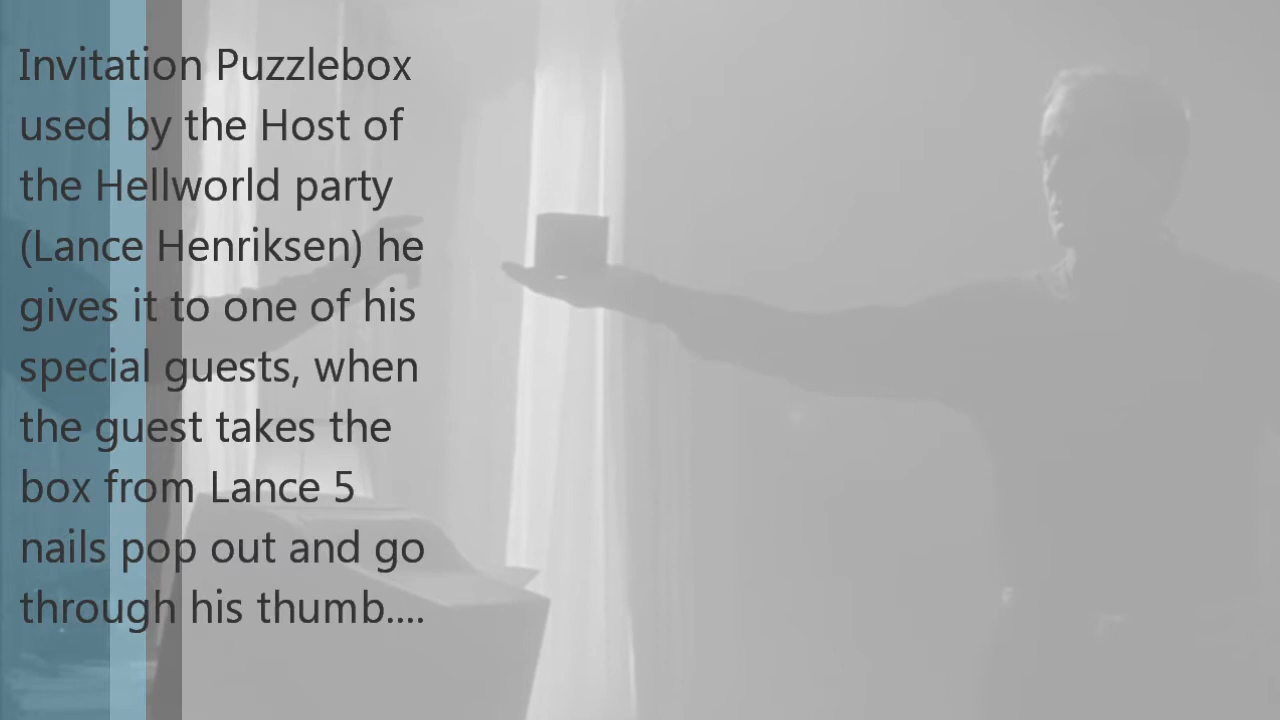 Invitation Puzzlebox
used by the Host of
the Hellworld party
(Lance Henriksen) he
gives it to one of his
special guests, when
the guest takes the
box from Lance 5
nails pop out and go
through his thumb....